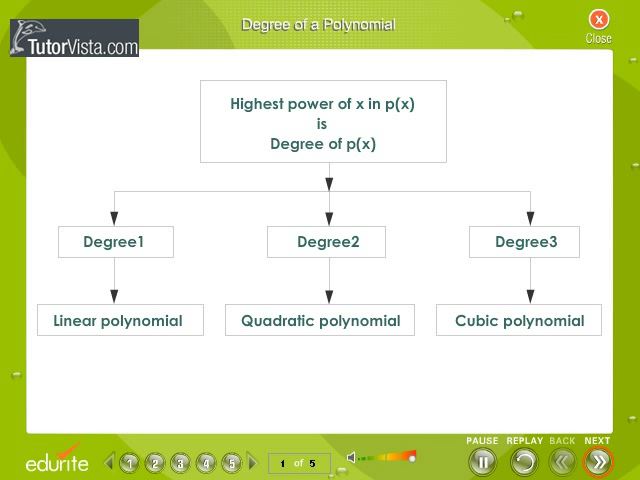 Degree of a Polynomial
x
Close
TutorVista.com
Highest power of x in p(x)
is
Degree of p(x)
Degree1
Degree2
Degree3
Linear polynomial
Quadratic polynomial
Cubic polynomial
PAUSE REPLAY BACK NEXT
edurite
1 2 3 4 5
1 of 5